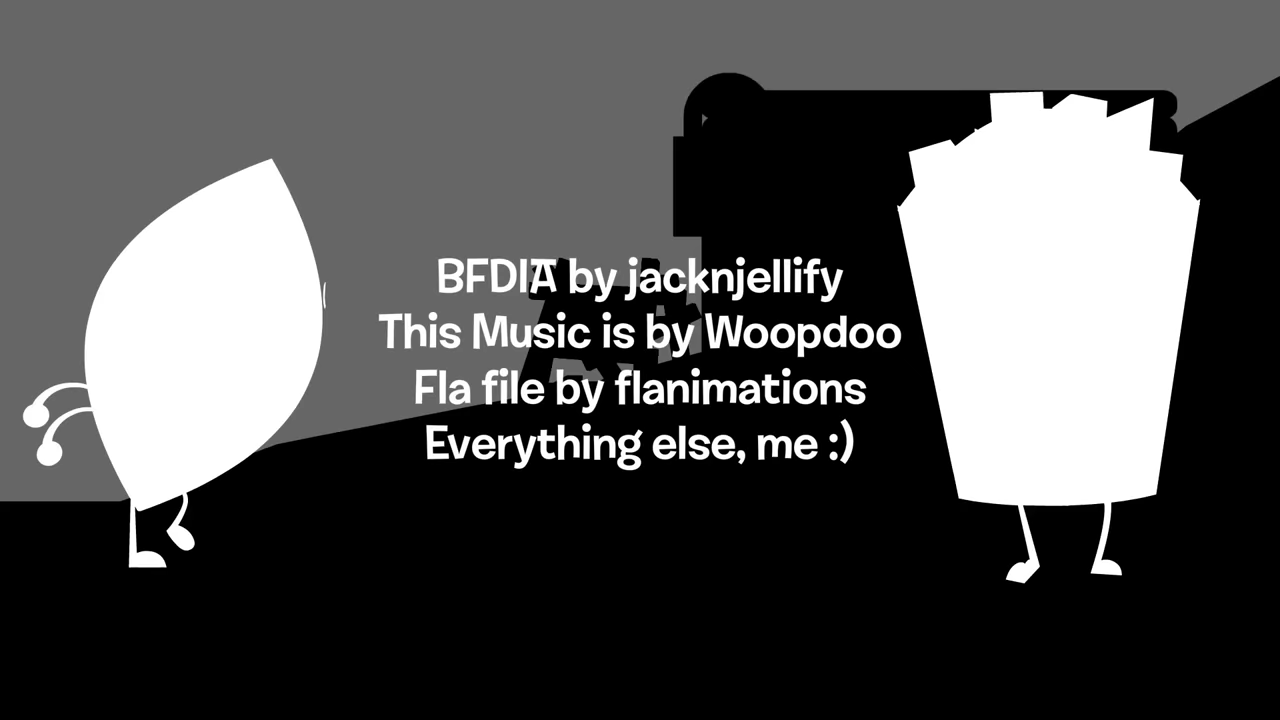 BFDIA by jacknjellify
This Music is by Woopdoo
Fla file by flanimations
Everything else, me :)